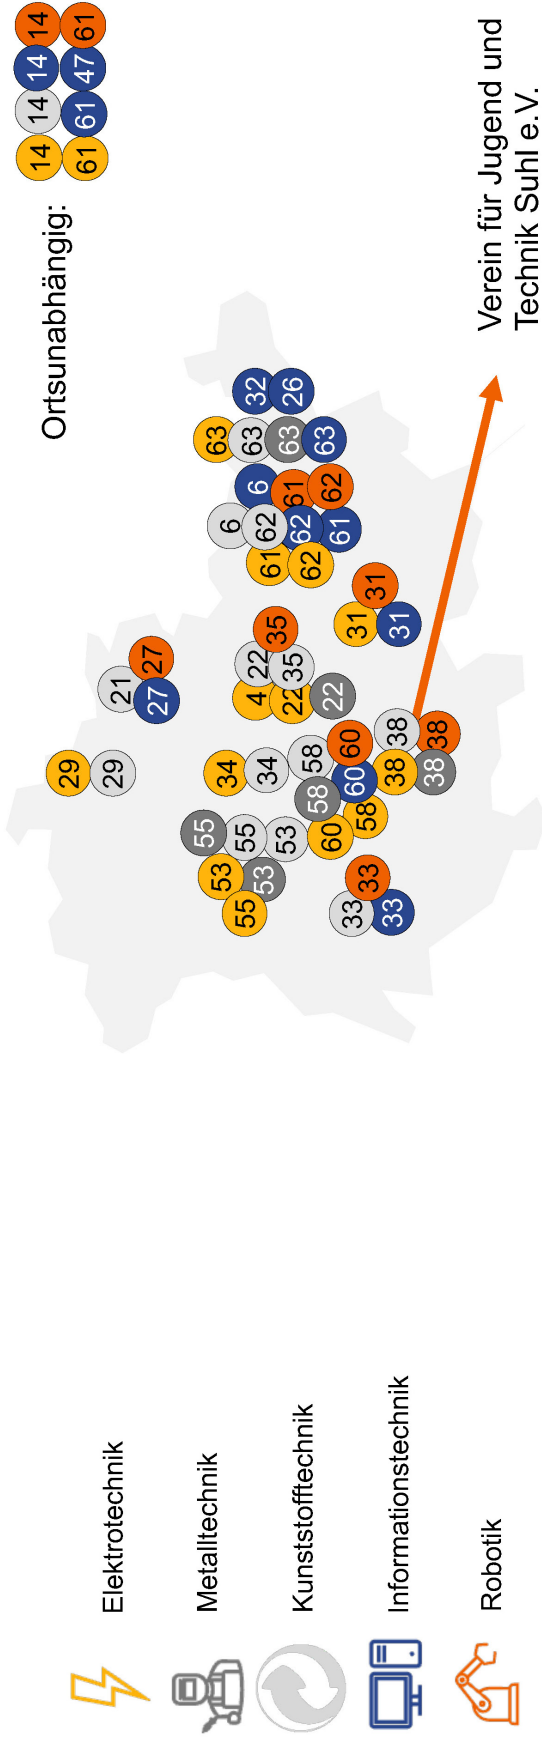 Elektrotechnik
Metalltechnik
Kunststofftechnik
Informationstechnik
Robotik
Ortsunabhängig:
14 14 14 14
61 61 47 61
29
29
21 27
27
55
53 55
55 53 53
34
34
58
58
60
60 60
58
38 38
38 38
33
33 33
22 35
4 35
22
22
31 31
31
6 6
62 61
61 62 62
62 61
63
63
63
63
32
26
Verein für Jugend und
Technik Suhl e.V.